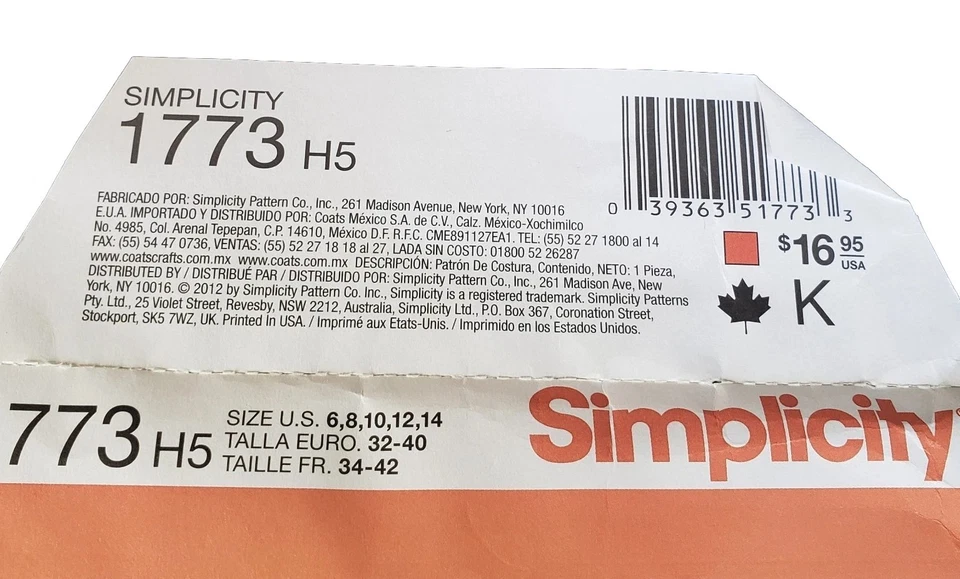 SIMPLICITY
1773 H5
FABRICADO POR: Simplicity Pattern Co., Inc., 261 Madison Avenue, New York, NY 10016
E.U.A. IMPORTADO Y DISTRIBUIDO POR: Coats México S.A. de C.V., Calz. México-Xochimilco
No. 4985, Col. Arenal Tepepan, C.P. 14610, México D.F. R.F.C. CME891127EA1. TEL: (55) 52 27 1800 al 14
FAX: (55) 54 47 0736, VENTAS: (55) 52 27 18 18 al 27, LADA SIN COSTO: 01800 52 26287
www.coatscrafts.com.mx www.coats.com.mx DESCRIPCIÓN: Patrón De Costura, Contenido, NETO: 1 Pieza,
DISTRIBUTED BY / DISTRIBUÉ PAR / DISTRIBUIDO POR: Simplicity Pattern Co., Inc., 261 Madison Ave, New
York, NY 10016. © 2012 by Simplicity Pattern Co. Inc., Simplicity is a registered trademark. Simplicity Patterns
Pty. Ltd., 25 Violet Street, Revesby, NSW 2212, Australia, Simplicity Ltd., P.O. Box 367, Coronation Street,
Stockport, SK5 7WZ, UK. Printed In USA. / Imprimé aux Etats-Unis. / Imprimido en los Estados Unidos.
0 39363 51773 3
$16 95
USA
K
773 H5
SIZE U.S. 6,8,10,12,14
TALLA EURO. 32-40
TAILLE FR. 34-42
Simplicity